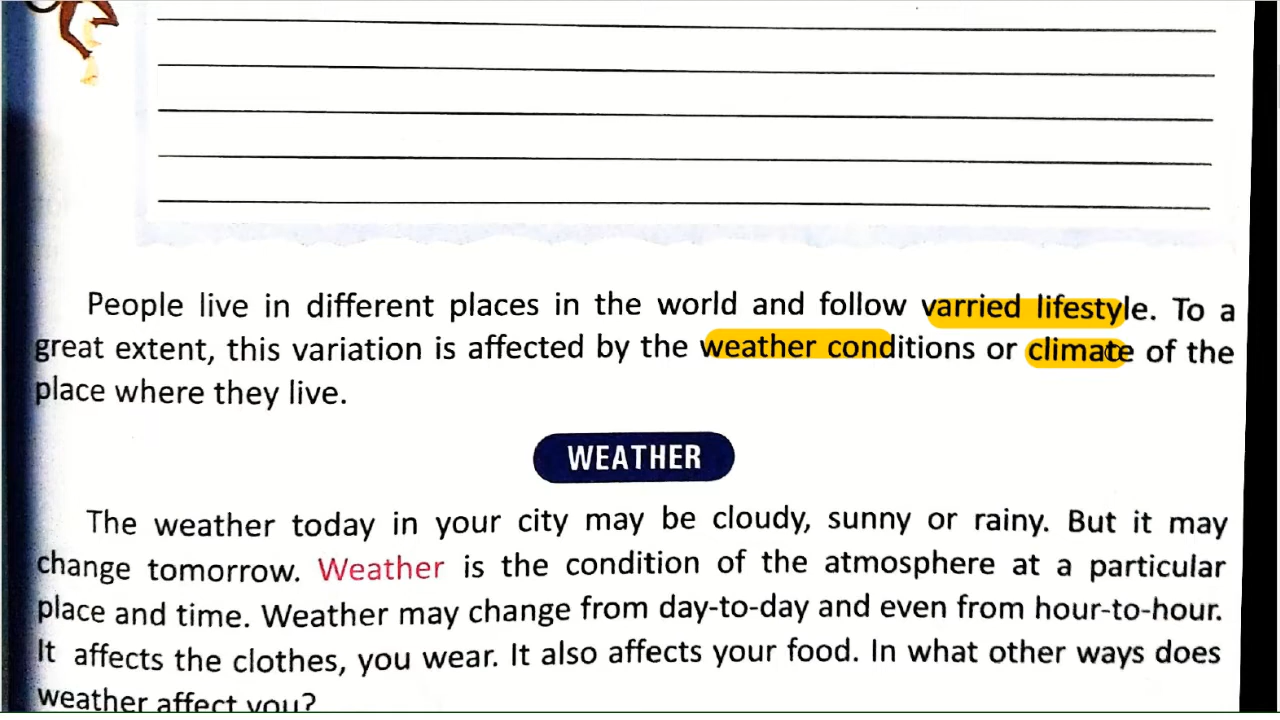 People live in different places in the world and follow varried lifestyle. To a
great extent, this variation is affected by the weather conditions or climate of the
place where they live.
WEATHER
The weather today in your city may be cloudy, sunny or rainy. But it may
change tomorrow. Weather is the condition of the atmosphere at a particular
place and time. Weather may change from day-to-day and even from hour-to-hour.
It affects the clothes, you wear. It also affects your food. In what other ways does
weather affect you?